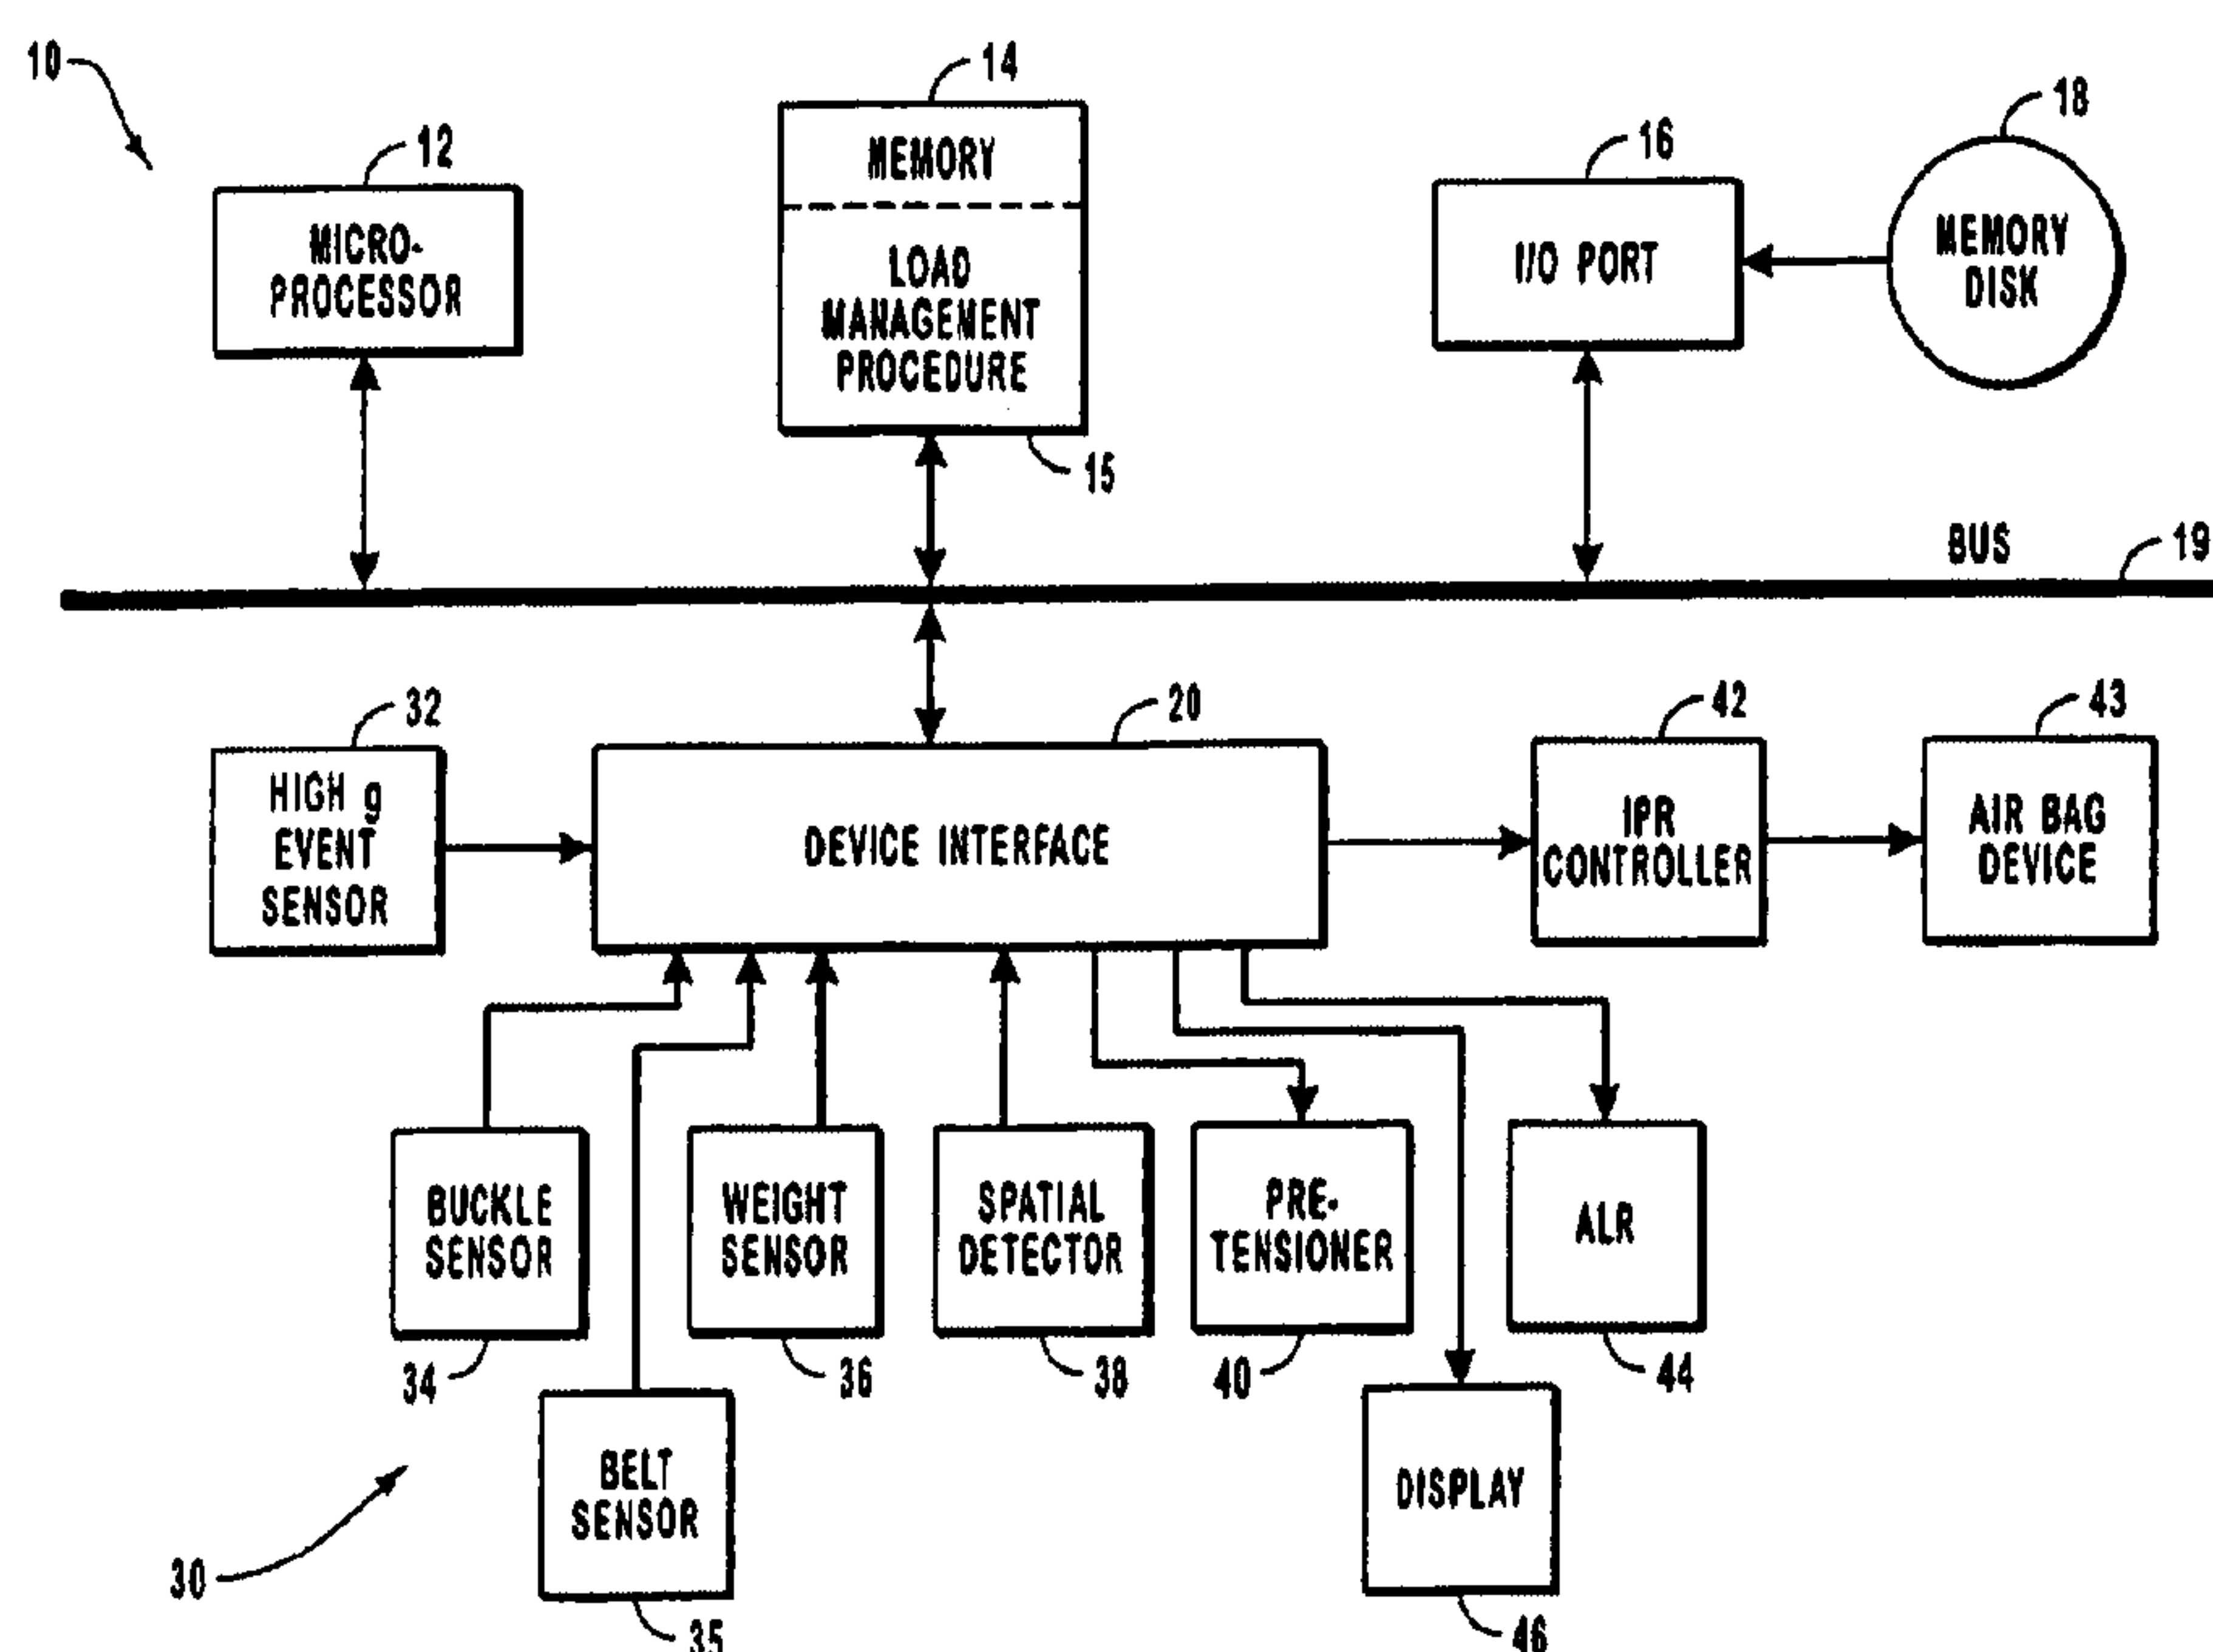 10
14
18
12
16
MEMORY
MICRO-
PROCESSOR
LOAD
MANAGEMENT
PROCEDURE
I/O PORT
MEMORY
DISK
15
BUS
19
32
20
42
43
HIGH g
EVENT
SENSOR
DEVICE INTERFACE
IPR
CONTROLLER
AIR BAG
DEVICE
BUCKLE
SENSOR
WEIGHT
SENSOR
SPATIAL
DETECTOR
PRE-
TENSIONER
ALR
34
36
38
40
44
BELT
SENSOR
DISPLAY
30
35
46